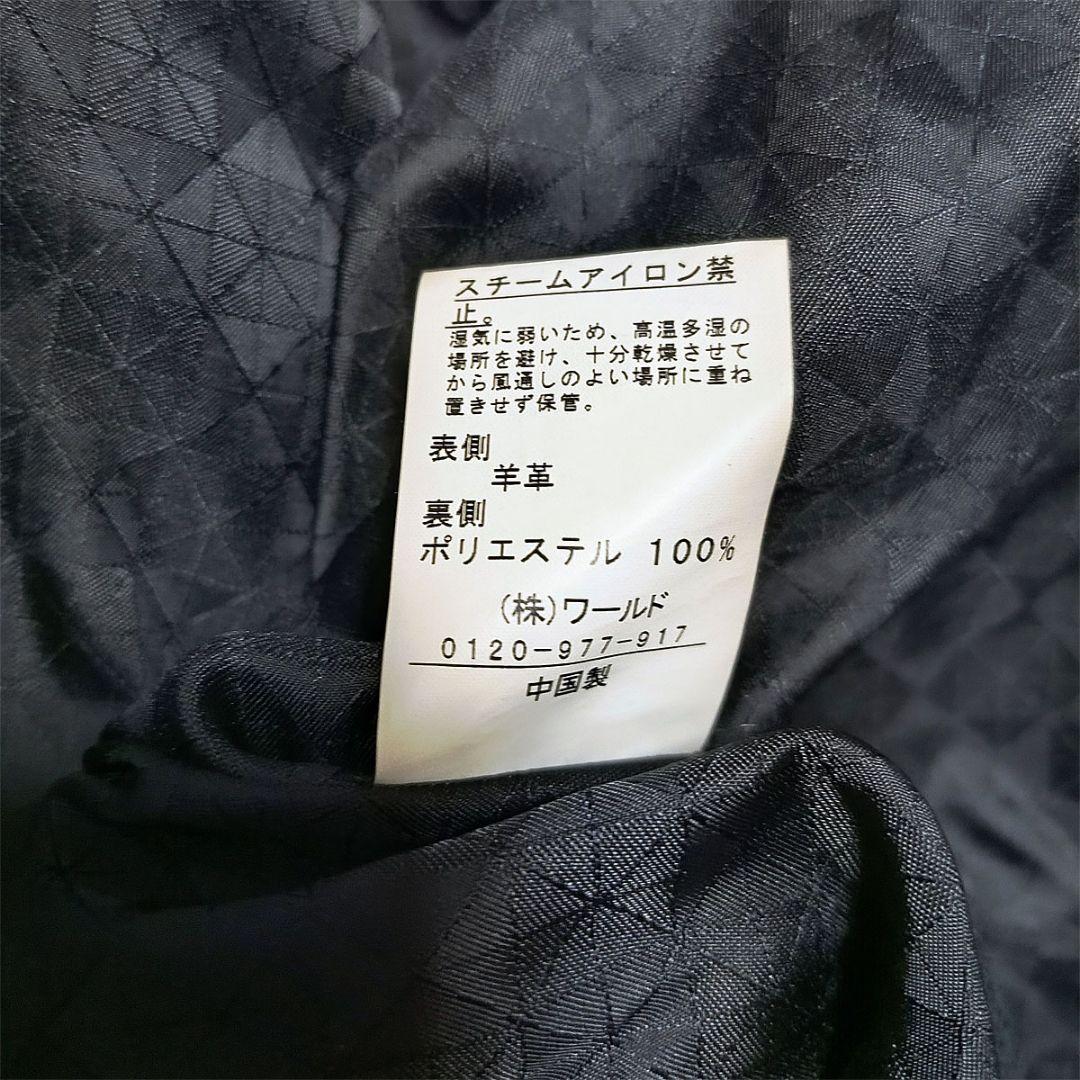 スチームアイロン禁
止。
湿気に弱いため、高温多湿の
場所を避け、十分乾燥させて
から風通しのよい場所に重ね
置きせず保管。
表側
羊革
裏側
ポリエステル 100%
(株)ワールド
0120-977-917
中国製